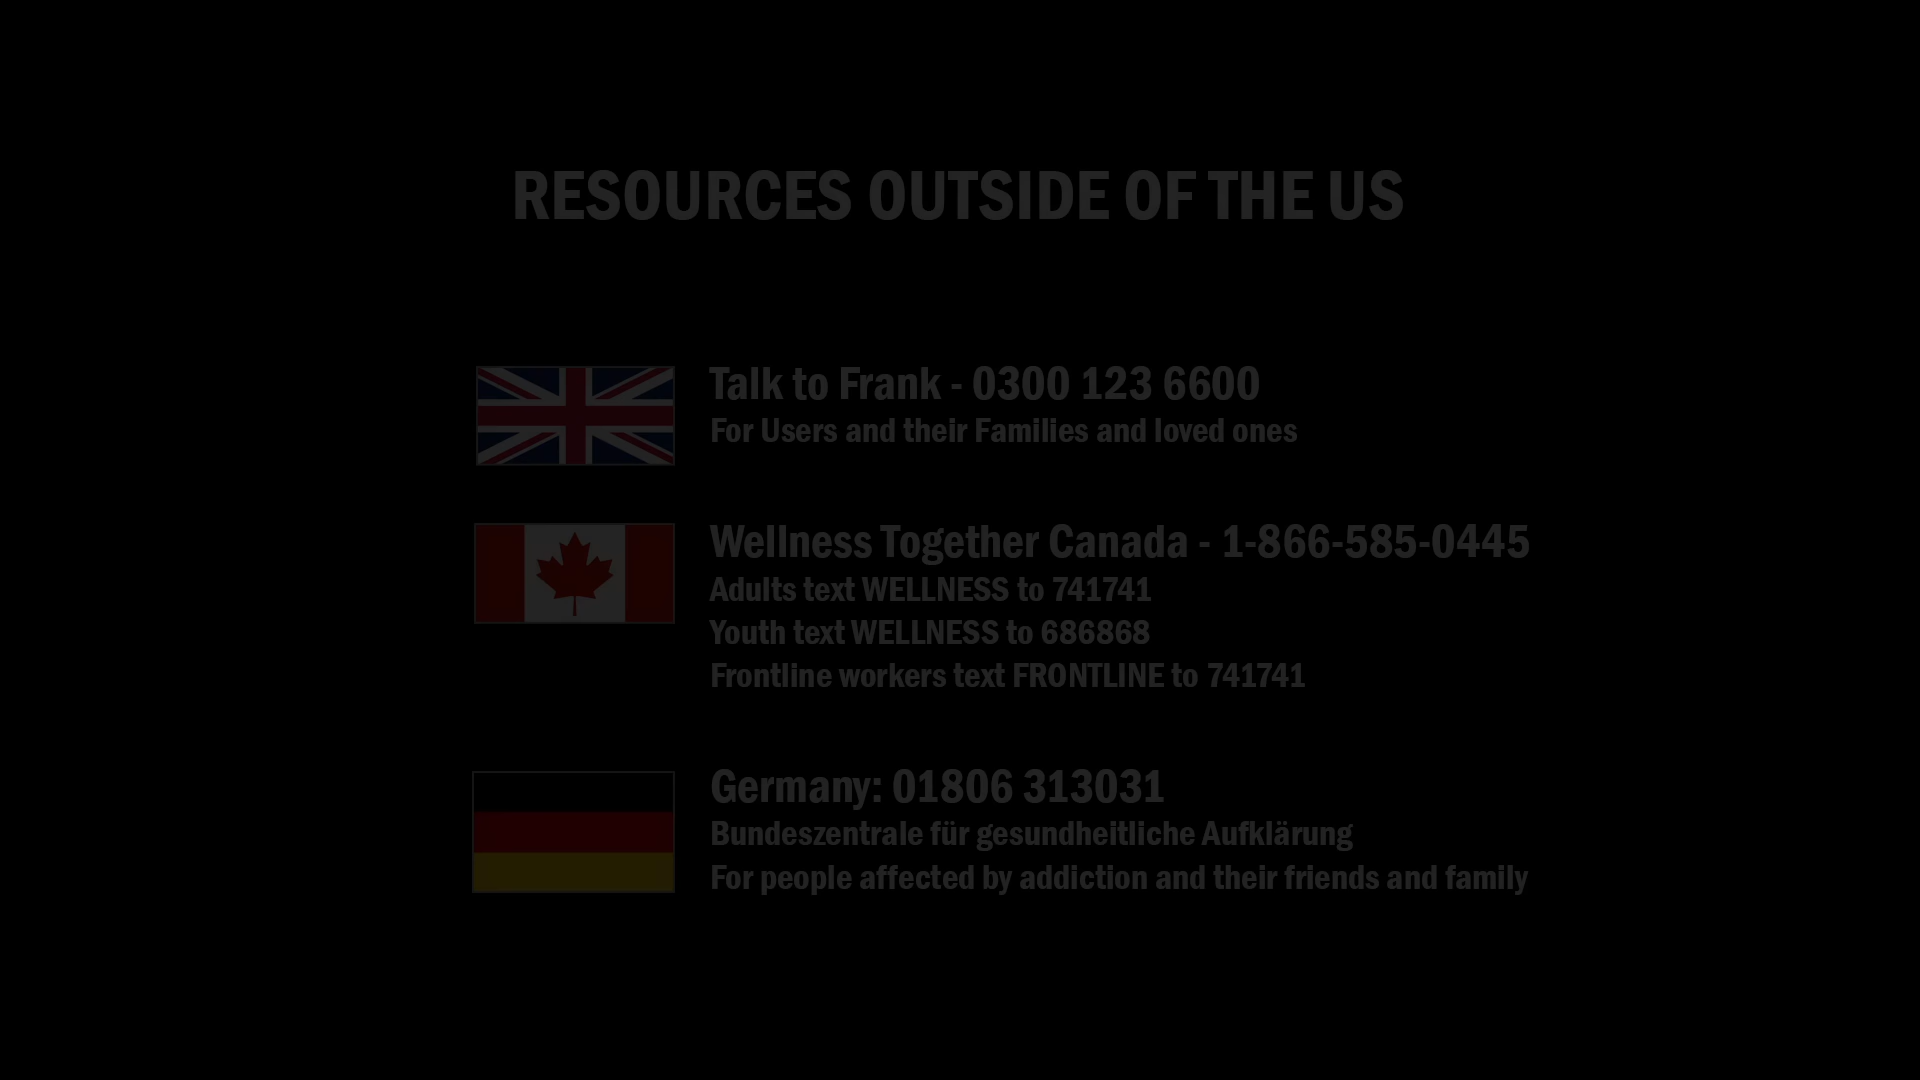 RESOURCES OUTSIDE OF THE US
Talk to Frank - 0300 123 6600
For Users and their Families and loved ones
Wellness Together Canada - 1-866-585-0445
Adults text WELLNESS to 741741
Youth text WELLNESS to 686868
Frontline workers text FRONTLINE to 741741
Germany: 01806 313031
Bundeszentrale für gesundheitliche Aufklärung
For people affected by addiction and their friends and family